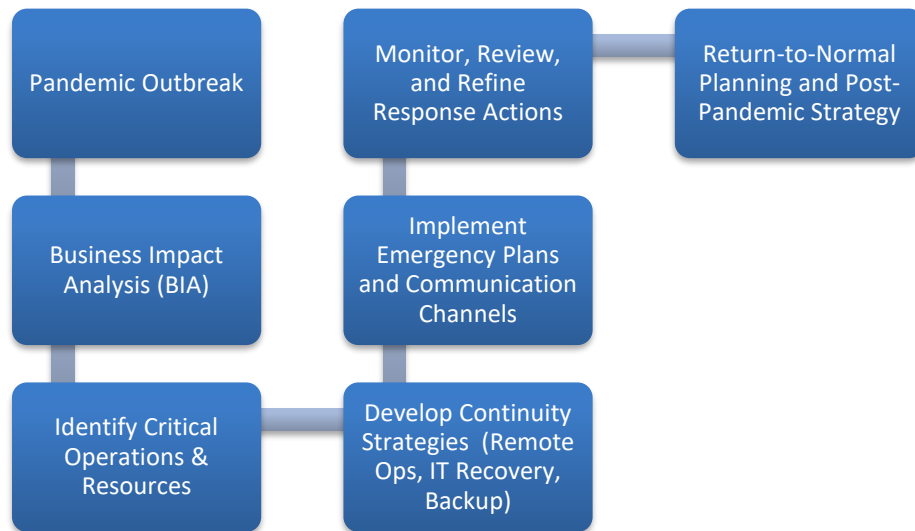 Pandemic Outbreak
Business Impact
Analysis (BIA)
Identify Critical
Operations &
Resources
Develop Continuity
Strategies (Remote
Ops, IT Recovery,
Backup)
Implement
Emergency Plans
and Communication
Channels
Monitor, Review,
and Refine
Response Actions
Return-to-Normal
Planning and Post-
Pandemic Strategy